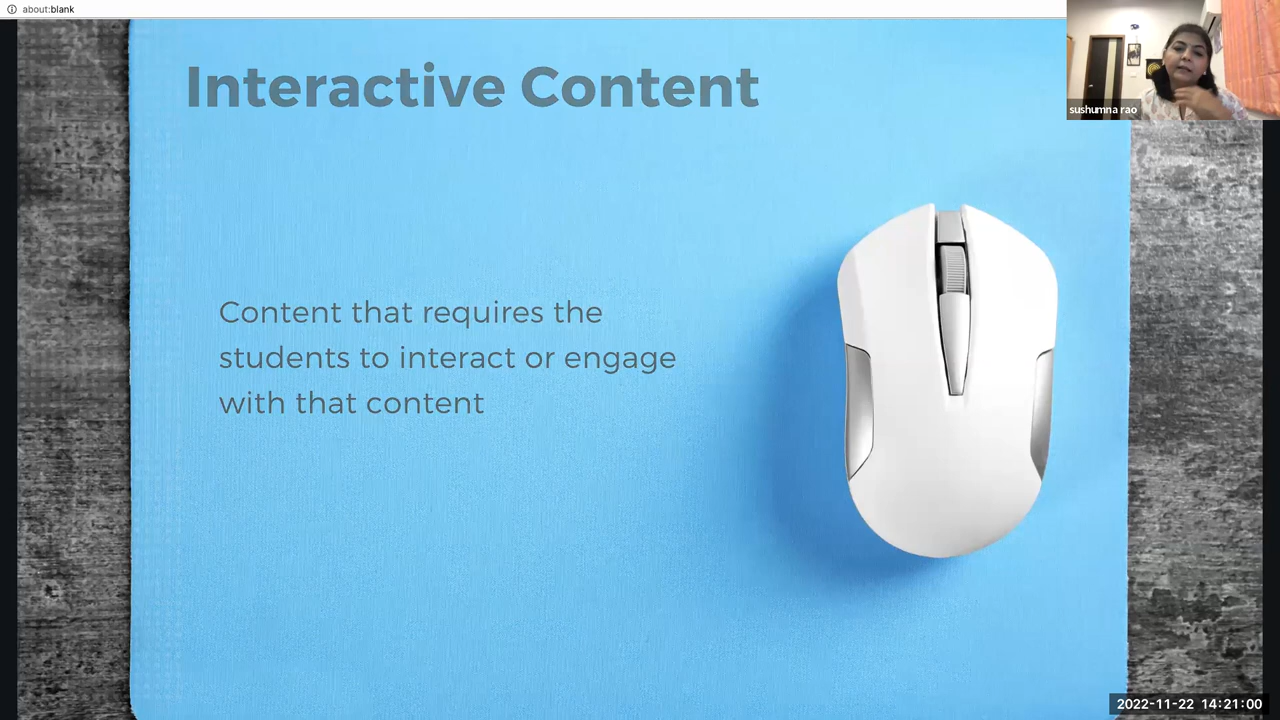 about:blank
Interactive Content
sushumna rao
Content that requires the
students to interact or engage
with that content
2022-11-22 14:21:00